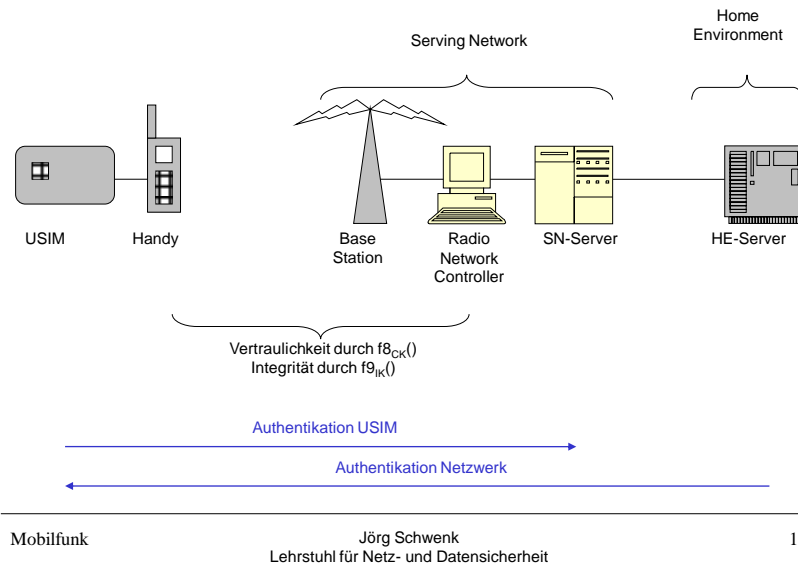 Home
Environment
Serving Network
USIM
Handy
Base
Station
Radio
Network
Controller
SN-Server
HE-Server
Vertraulichkeit durch f8CK()
Integrität durch f9IK()
Authentikation USIM
Authentikation Netzwerk
Mobilfunk
Jörg Schwenk
Lehrstuhl für Netz- und Datensicherheit
1